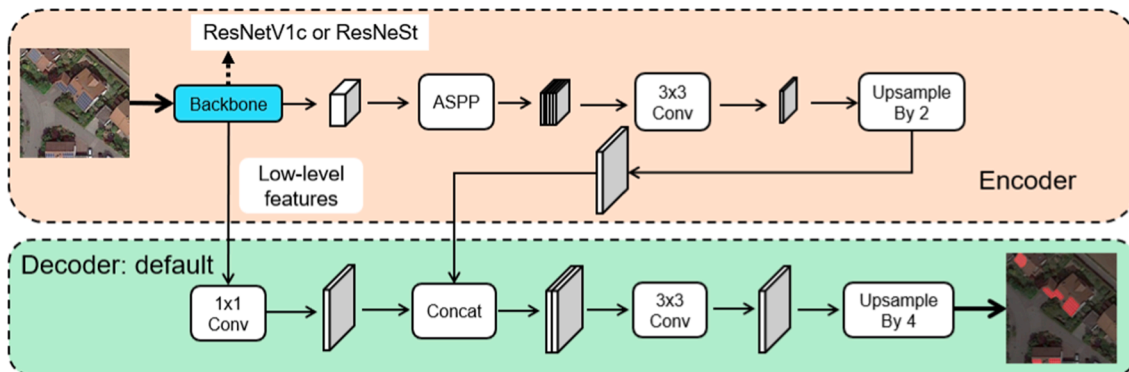 ResNetV1c or ResNeSt
Backbone
ASPP
3x3
Conv
Upsample
By 2
Low-level
features
Encoder
Decoder: default
1x1
Conv
Concat
3x3
Conv
Upsample
By 4